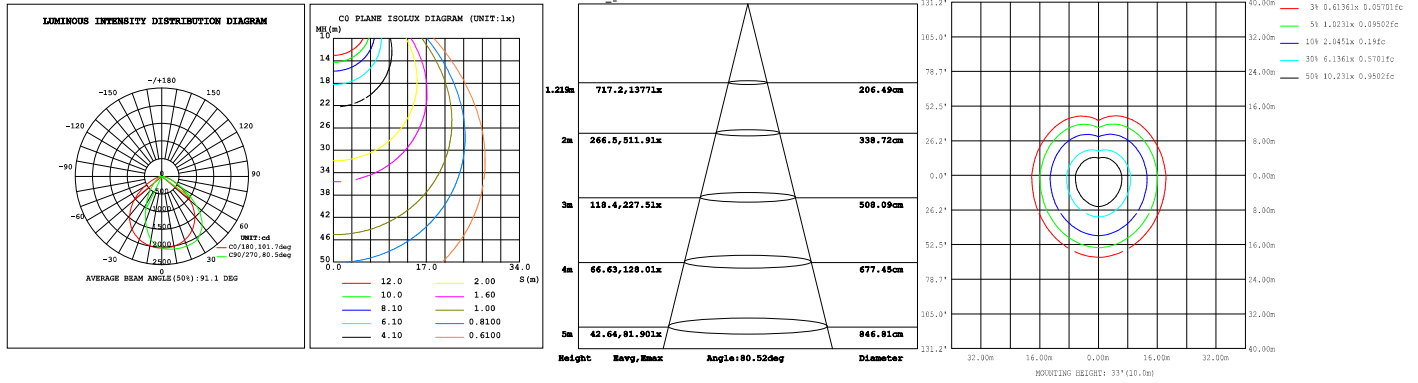 LUMINOUS INTENSITY DISTRIBUTION DIAGRAM
-/+180
-150 150
-120 120
-90 90
-60 60
-30 30
0
0
500
1000
1500
2000
2500
UNIT:cd
C0/180,101.7deg
C90/270,80.5deg
AVERAGE BEAM ANGLE(50%):91.1 DEG
C0 PLANE ISOLUX DIAGRAM (UNIT:lx)
MH(m)
10
14
18
22
26
30
34
38
42
46
50
0.0 17.0 34.0
S(m)
12.0 2.00
10.0 1.60
8.10 1.00
6.10 0.8100
4.10 0.6100
1.219m 717.2,1377lx 206.49cm
2m 266.5,511.9lx 338.72cm
3m 118.4,227.5lx 508.09cm
4m 66.63,128.0lx 677.45cm
5m 42.64,81.90lx 846.81cm
Height Eavg,Emax Angle:80.52deg Diameter
131.2' 40.00m
105.0' 32.00m
78.7' 24.00m
52.5' 16.00m
26.2' 8.00m
0.0' 0.00m
26.2' 8.00m
52.5' 16.00m
78.7' 24.00m
105.0' 32.00m
131.2' 40.00m
32.00m 16.00m 0.00m 16.00m 32.00m
MOUNTING HEIGHT: 33'(10.0m)
3% 0.6136lx 0.05701fc
5% 1.023lx 0.09502fc
10% 2.045lx 0.19fc
30% 6.136lx 0.5701fc
50% 10.23lx 0.9502fc